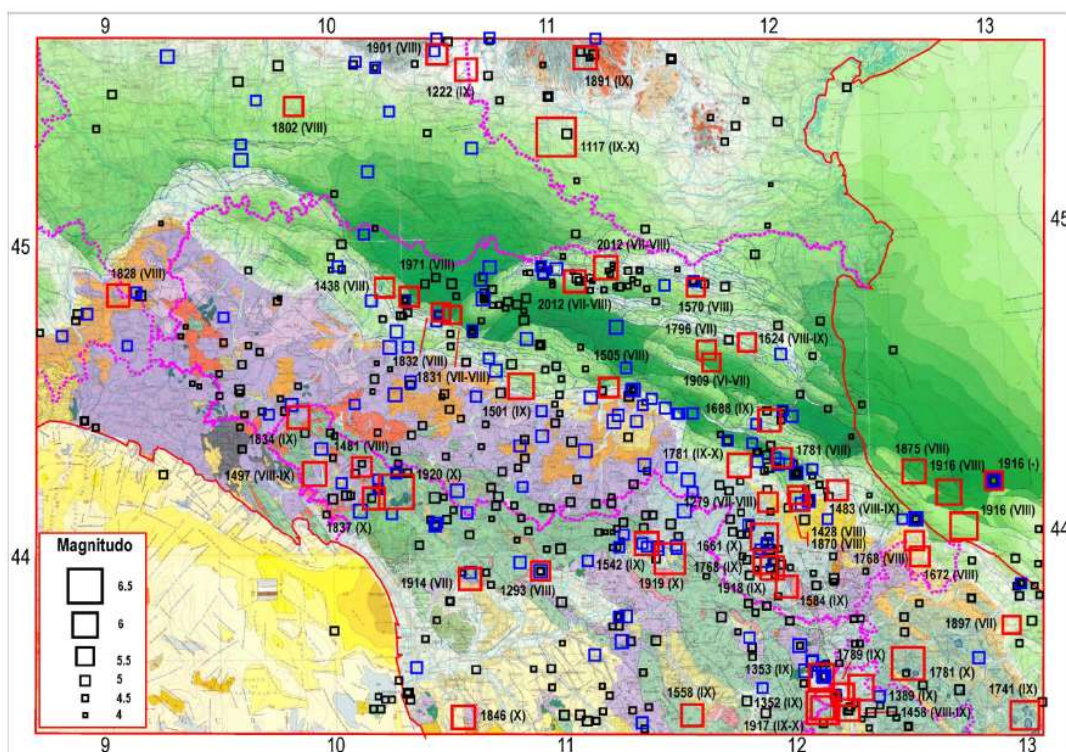 9 10 11 12 13
1901 (VIII)
1222 (IX)
1891 (IX)
1802 (VIII)
1117 (IX-X)
45
45
2012 (VII-VIII)
1971 (VIII)
1828 (VIII)
1438 (VIII)
2012 (VII-VIII)
1570 (VIII)
1796 (VII)
1624 (VIII-IX)
1832 (VIII)
1505 (VIII)
1831 (VII-VIII)
1909 (VI-VII)
1501 (IX)
1688 (IX)
1834 (IX)
1481 (VIII)
1781 (IX-X)
1781 (VIII)
1675 (VIII)
1497 (VIII-IX)
1920 (X)
1916 (VIII)
1916 (-)
1279 (VII-VIII)
1483 (VIII-IX)
1916 (VIII)
1837 (X)
1428 (VIII)
44
44
1870 (VIII)
Magnitudo
1542 (IX)
1661 (X)
1768 (IX)
1768 (VIII)
6.5
1914 (VII)
1293 (VIII)
1919 (X)
1918 (IX)
1584 (IX)
1672 (VIII)
6
1897 (VII)
5.5
1789 (IX)
1353 (IX)
1781 (X)
5
1558 (IX)
1352 (IX)
1389 (IX)
1741 (IX)
4.5
1846 (X)
1458 (VIII-IX)
4
1917 (IX-X)
9 10 11 12 13